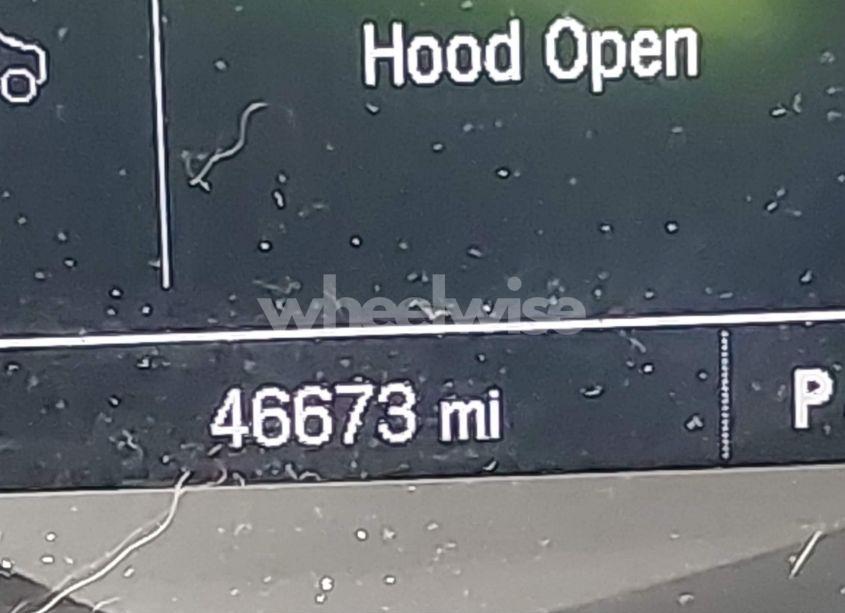 Hood Open
wheelwise
46673 mi
P